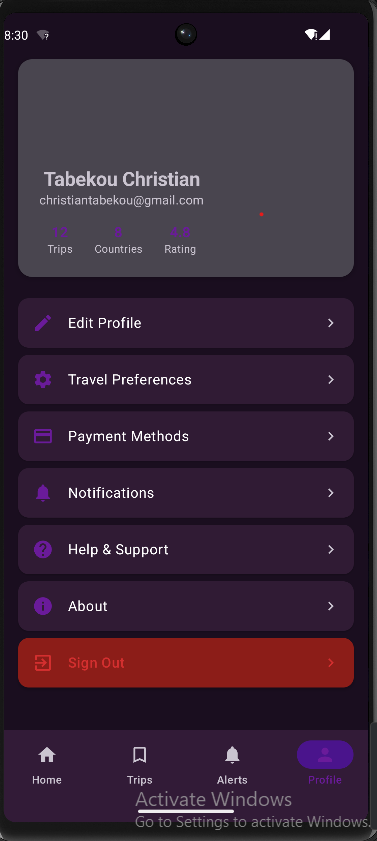 8:30
Tabekou Christian
christiantabekou@gmail.com
12 8 4.8
Trips Countries Rating
Edit Profile
Travel Preferences
Payment Methods
Notifications
Help & Support
About
Sign Out
Home Trips Alerts Profile
Activate Windows
Go to Settings to activate Windows.